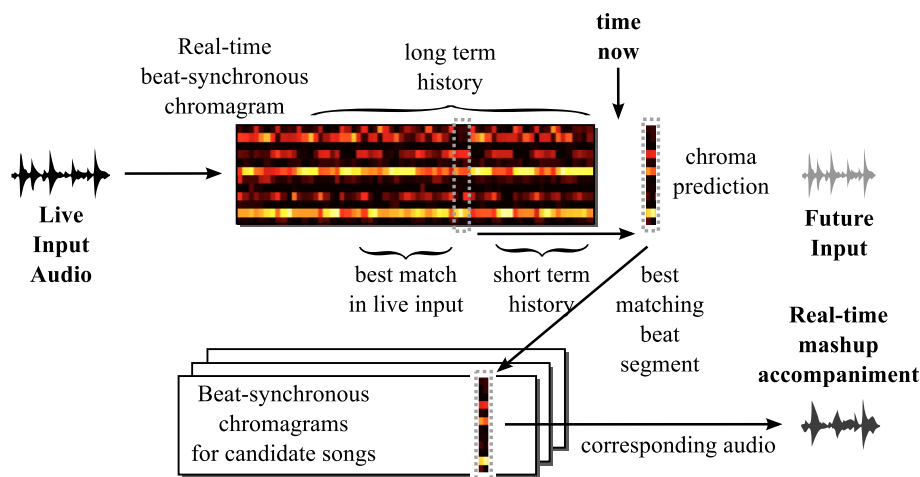 Real-time
beat-synchronous
chromagram
long term
history
time
now
Live
Input
Audio
chroma
prediction
Future
Input
best match
in live input
short term
history
best
matching
beat
segment
Real-time
mashup
accompaniment
Beat-synchronous
chromagrams
for candidate songs
corresponding audio